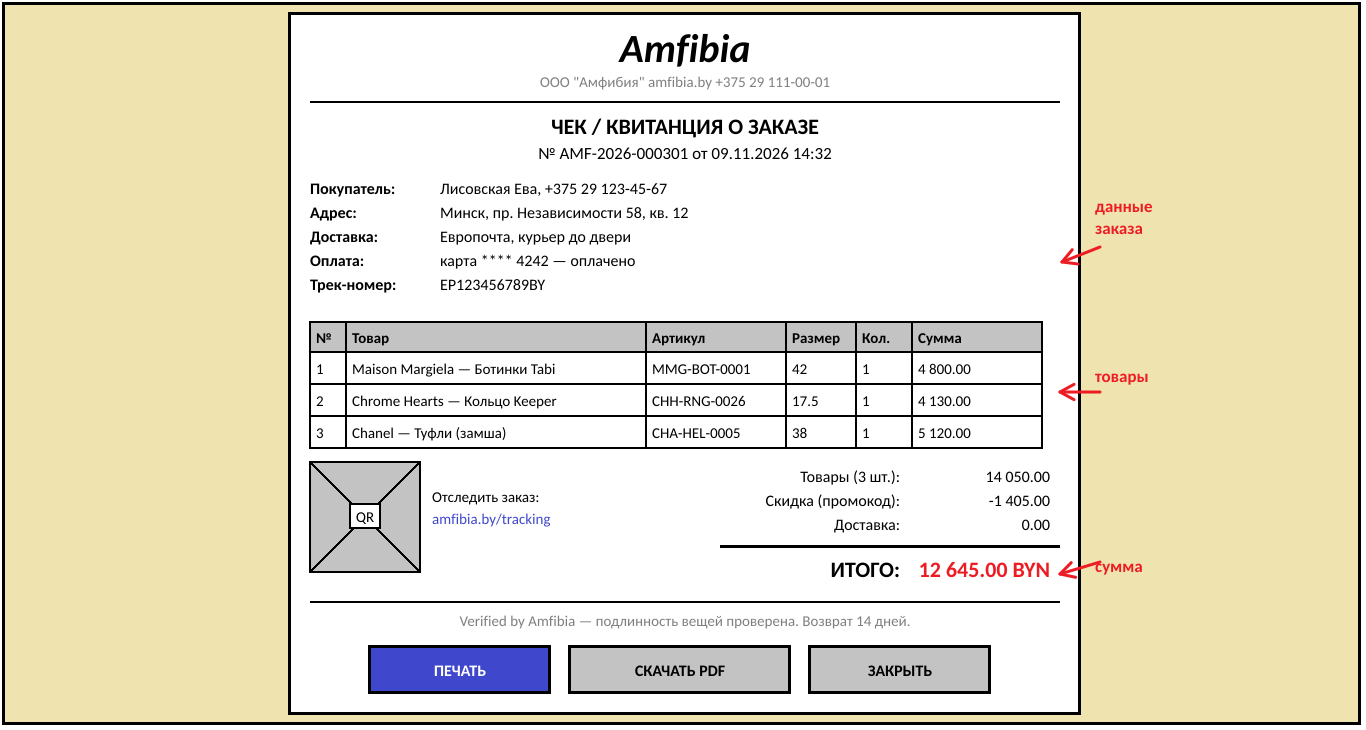 Amfibia
ООО "Амфибия" amfibia.by +375 29 111-00-01
ЧЕК / КВИТАНЦИЯ О ЗАКАЗЕ
№ AMF-2026-000301 от 09.11.2026 14:32
Покупатель: Лисовская Ева, +375 29 123-45-67
Адрес: Минск, пр. Независимости 58, кв. 12
Доставка: Европочта, курьер до двери
Оплата: карта **** 4242 — оплачено
Трек-номер: EP123456789BY
данные
заказа
№ Товар Артикул Размер Кол. Сумма
1 Maison Margiela — Ботинки Tabi MMG-BOT-0001 42 1 4 800.00
2 Chrome Hearts — Кольцо Keeper CHH-RNG-0026 17.5 1 4 130.00
3 Chanel — Туфли (замша) CHA-HEL-0005 38 1 5 120.00
товары
QR
Отследить заказ:
amfibia.by/tracking
Товары (3 шт.): 14 050.00
Скидка (промокод): -1 405.00
Доставка: 0.00
ИТОГО: 12 645.00 BYN
сумма
Verified by Amfibia — подлинность вещей проверена. Возврат 14 дней.
ПЕЧАТЬ СКАЧАТЬ PDF ЗАКРЫТЬ